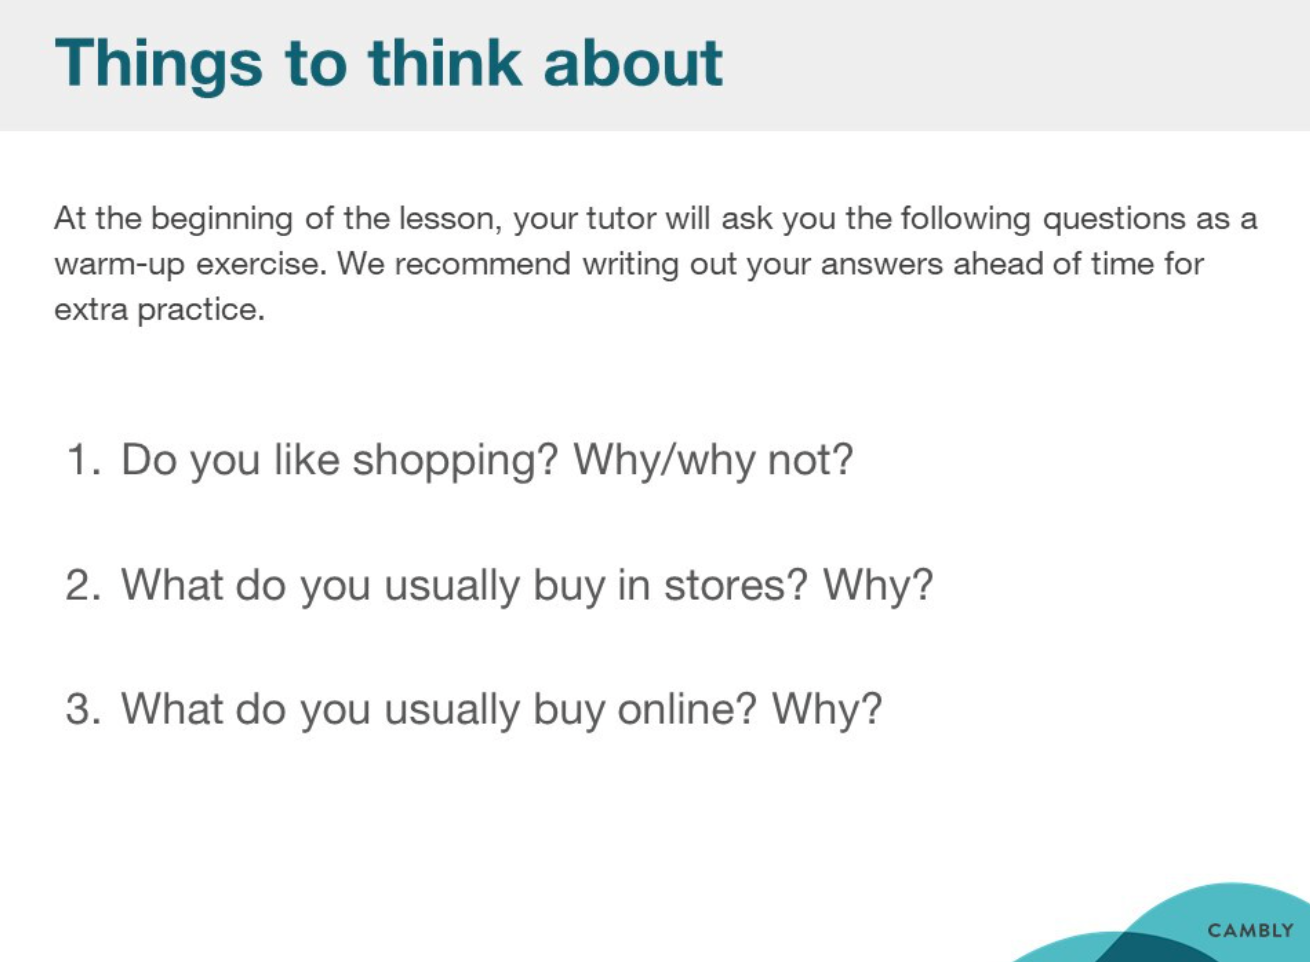 Things to think about
At the beginning of the lesson, your tutor will ask you the following questions as a
warm-up exercise. We recommend writing out your answers ahead of time for
extra practice.
1. Do you like shopping? Why/why not?
2. What do you usually buy in stores? Why?
3. What do you usually buy online? Why?
CAMBLY